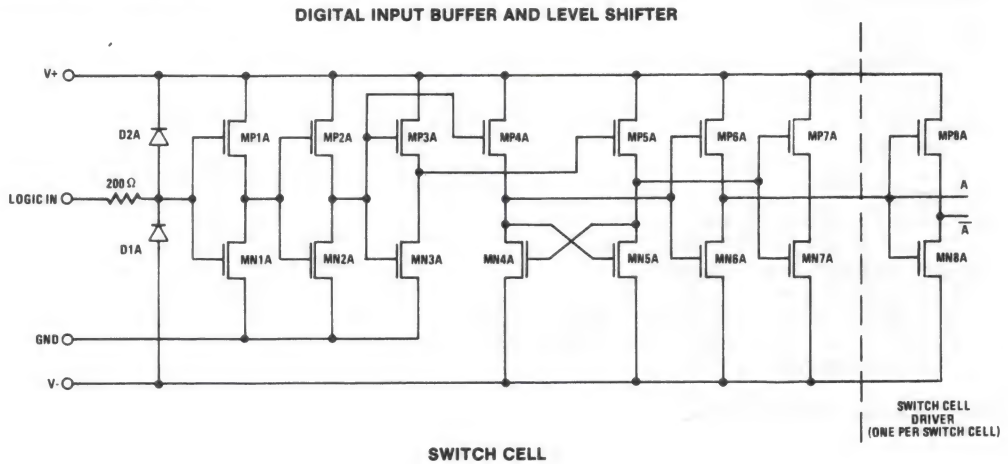 DIGITAL INPUT BUFFER AND LEVEL SHIFTER
V+
D2A
MP1A
MP2A
MP3A
MP4A
MP5A
MP6A
MP7A
MP8A
200Ω
LOGIC IN
A
A̅
D1A
MN1A
MN2A
MN3A
MN4A
MN5A
MN6A
MN7A
MN8A
GND
V-
SWITCH CELL
DRIVER
(ONE PER SWITCH CELL)
SWITCH CELL